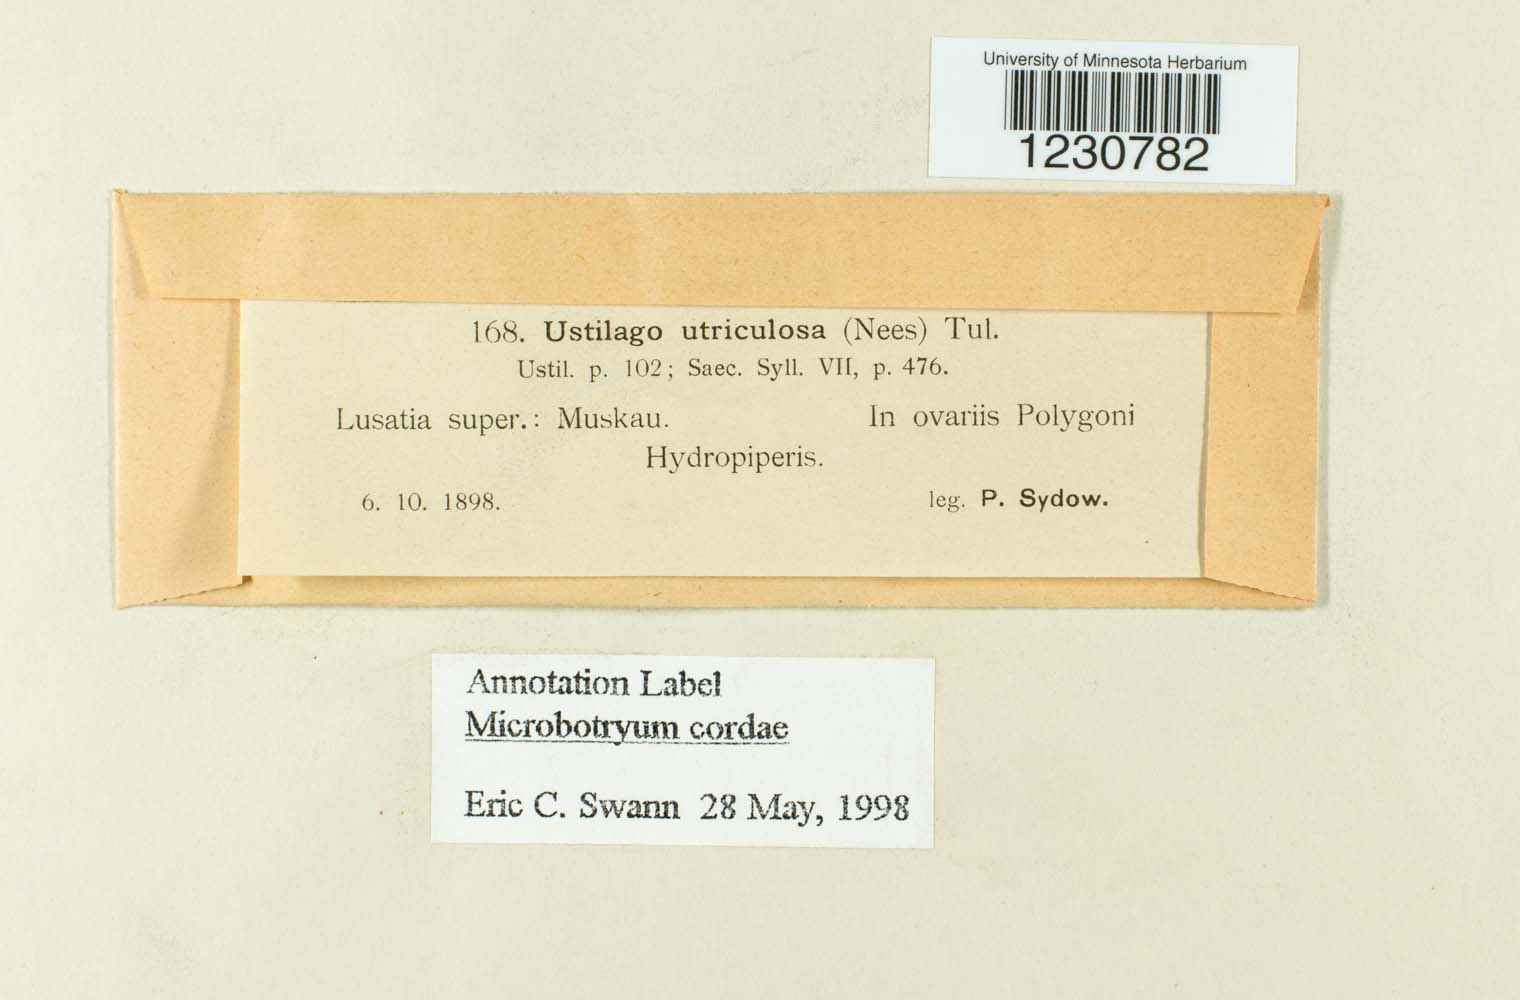 University of Minnesota Herbarium
1230782
168. Ustilago utriculosa (Nees) Tul.
Ustil. p. 102; Saec. Syll. VII, p. 476.
Lusatia super.: Muskau. In ovariis Polygoni
Hydropiperis.
6. 10. 1898. leg. P. Sydow.
Annotation Label
Microbotryum cordae
Eric C. Swann 28 May, 1998